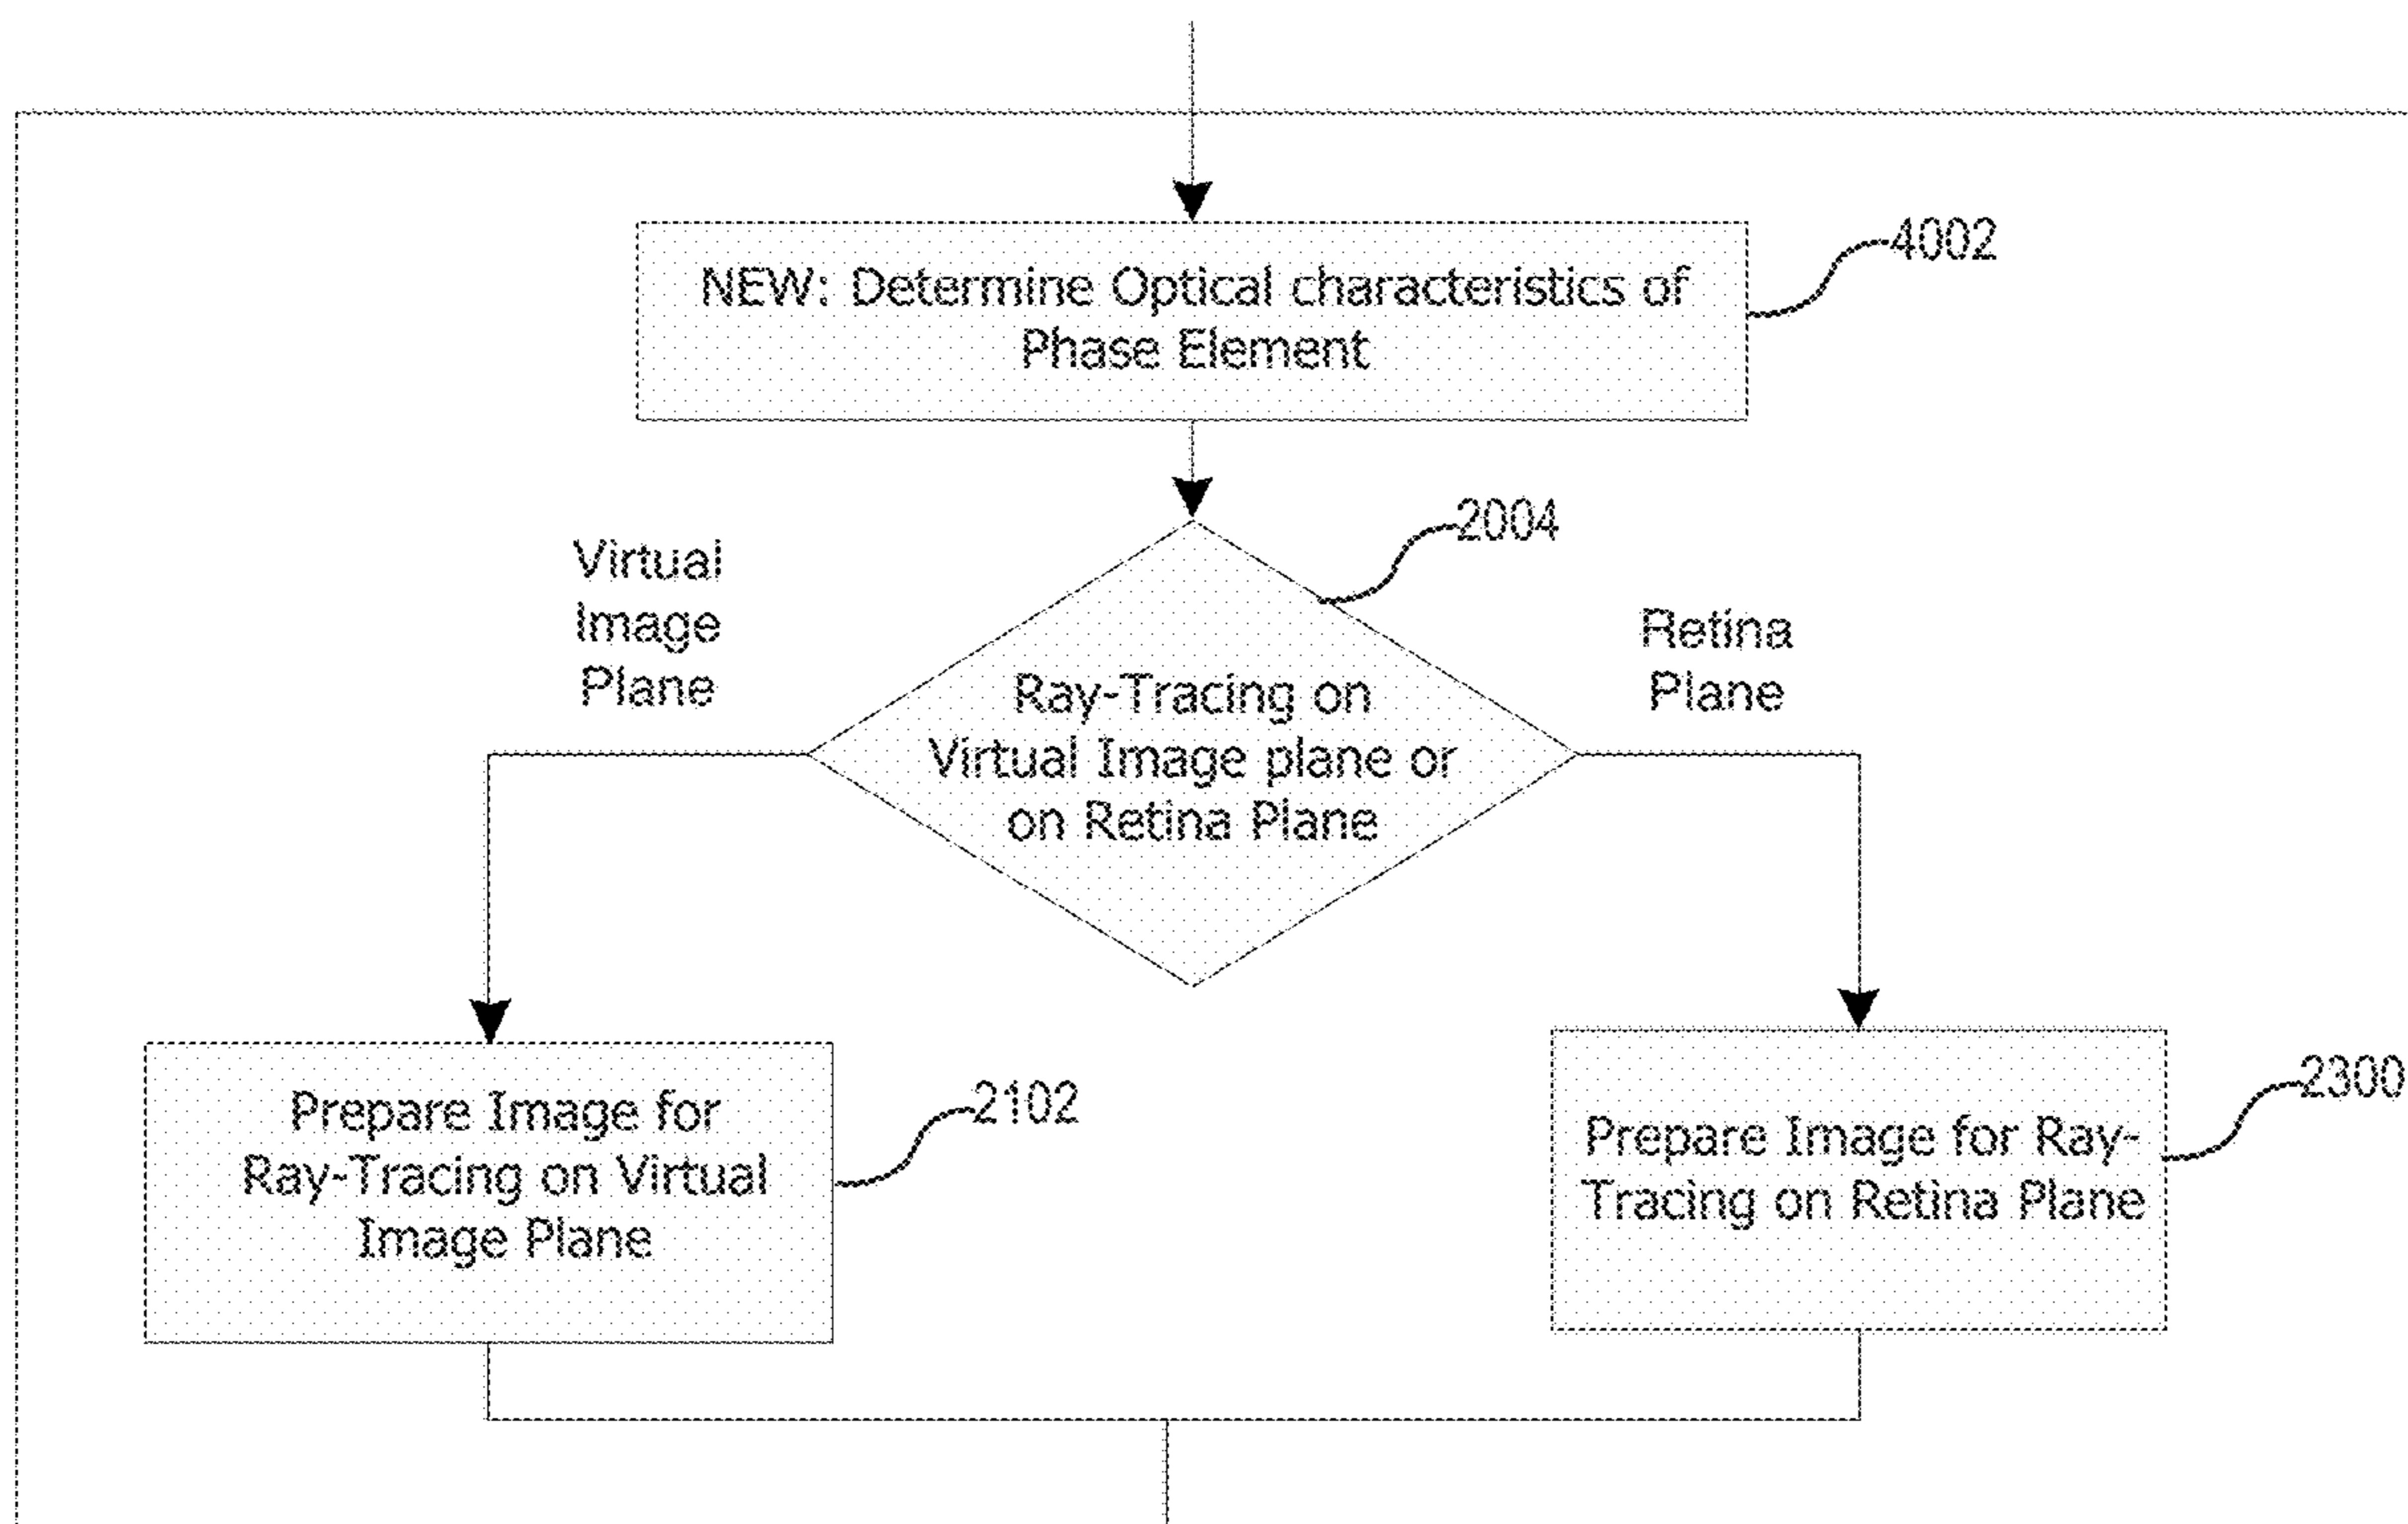 NEW: Determine Optical characteristics of
Phase Element
4002
2004
Virtual
Image
Plane
Retina
Plane
Ray-Tracing on
Virtual Image plane or
on Retina Plane
Prepare Image for
Ray-Tracing on Virtual
Image Plane
2102
Prepare Image for Ray-
Tracing on Retina Plane
2300